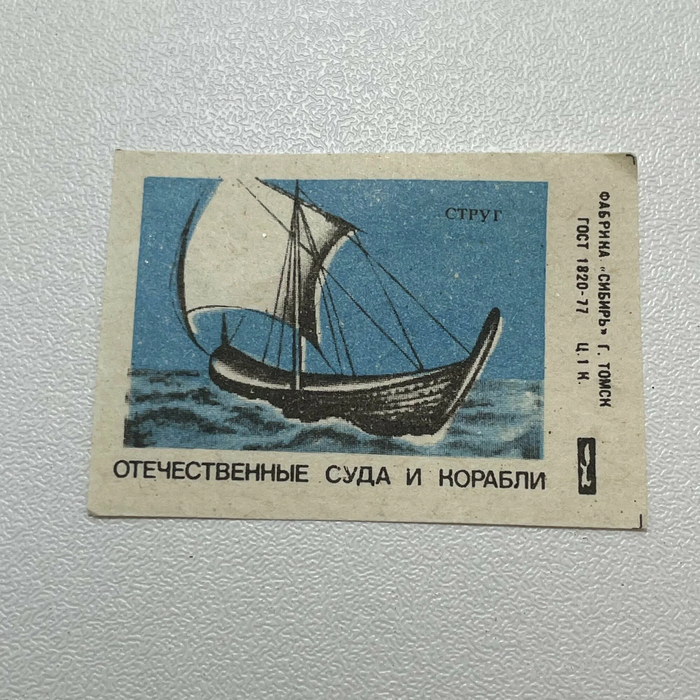 СТРУГ
ОТЕЧЕСТВЕННЫЕ СУДА И КОРАБЛИ
ФАБРИКА «СИБИРЬ» Г. ТОМСК
ГОСТ 1820-77 Ц. 1 К.